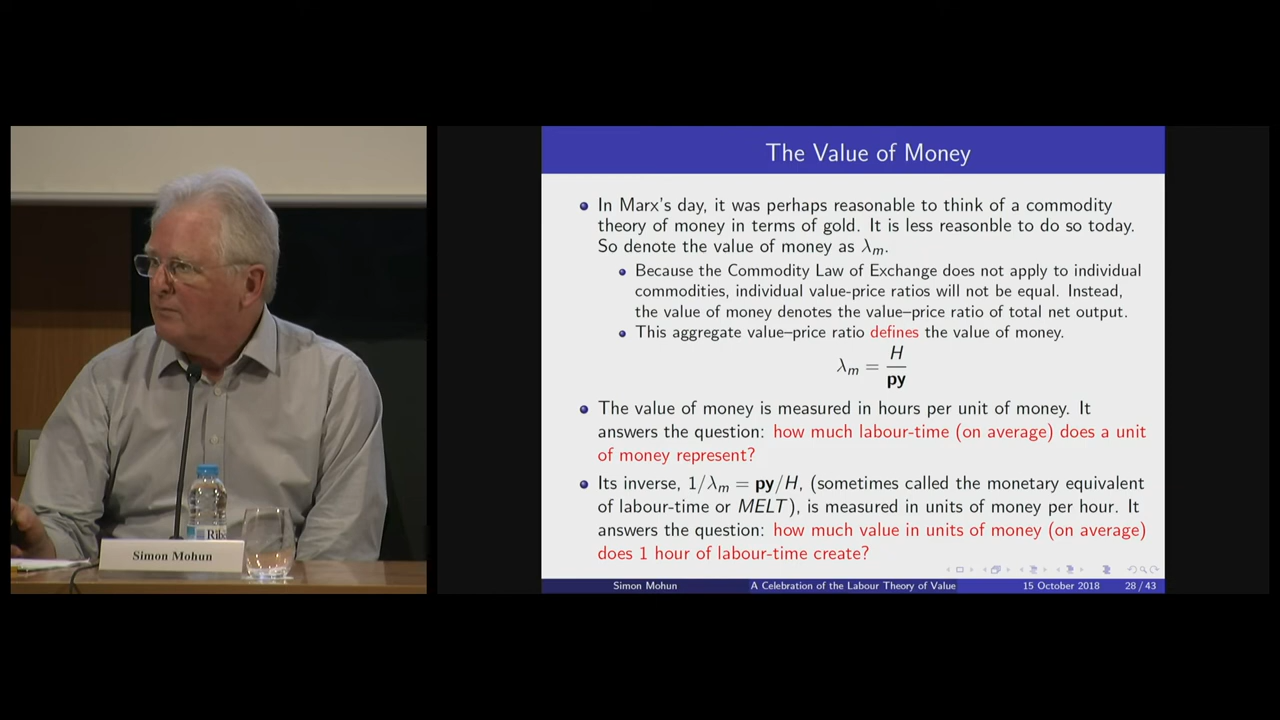 The Value of Money
In Marx's day, it was perhaps reasonable to think of a commodity
theory of money in terms of gold. It is less reasonble to do so today.
So denote the value of money as λm.
Because the Commodity Law of Exchange does not apply to individual
commodities, individual value-price ratios will not be equal. Instead,
the value of money denotes the value–price ratio of total net output.
This aggregate value–price ratio defines the value of money.
λm = H / py
The value of money is measured in hours per unit of money. It
answers the question: how much labour-time (on average) does a unit
of money represent?
Its inverse, 1/λm = py/H, (sometimes called the monetary equivalent
of labour-time or MELT), is measured in units of money per hour. It
answers the question: how much value in units of money (on average)
does 1 hour of labour-time create?
Simon Mohun A Celebration of the Labour Theory of Value 15 October 2018 28 / 43
Simon Mohun